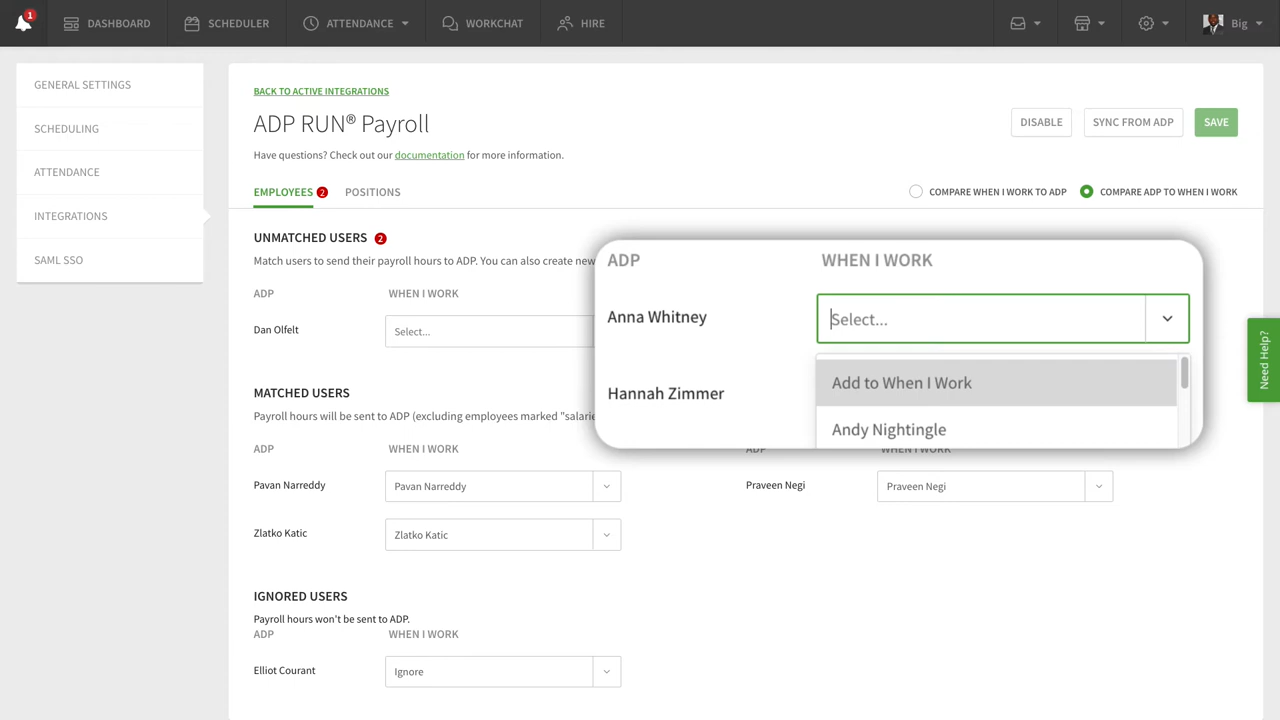 1
DASHBOARD
SCHEDULER
ATTENDANCE
WORKCHAT
HIRE
Big
GENERAL SETTINGS
SCHEDULING
ATTENDANCE
INTEGRATIONS
SAML SSO
BACK TO ACTIVE INTEGRATIONS
ADP RUN® Payroll
DISABLE
SYNC FROM ADP
SAVE
Have questions? Check out our documentation for more information.
EMPLOYEES 2
POSITIONS
COMPARE WHEN I WORK TO ADP
COMPARE ADP TO WHEN I WORK
UNMATCHED USERS 2
Match users to send their payroll hours to ADP. You can also create new
ADP WHEN I WORK
Dan Olfelt Select...
ADP WHEN I WORK
Anna Whitney Select...
Add to When I Work
Hannah Zimmer
Andy Nightingle
Need Help?
MATCHED USERS
Payroll hours will be sent to ADP (excluding employees marked "salarie
ADP WHEN I WORK ADP WHEN I WORK
Pavan Narreddy Pavan Narreddy Praveen Negi Praveen Negi
Zlatko Katic Zlatko Katic
IGNORED USERS
Payroll hours won't be sent to ADP.
ADP WHEN I WORK
Elliot Courant Ignore